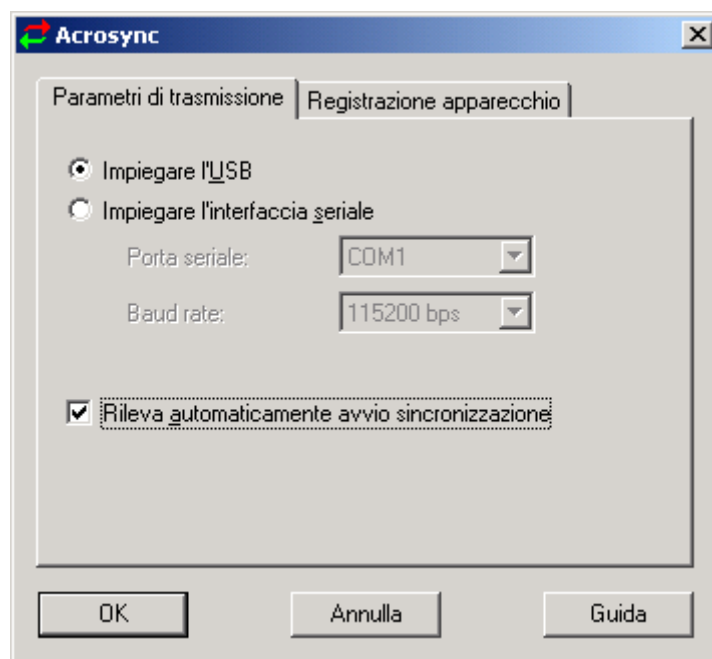 Acrosync
Parametri di trasmissione
Registrazione apparecchio
Impiegare l'USB
Impiegare l'interfaccia seriale
Porta seriale:
COM1
Baud rate:
115200 bps
Rileva automaticamente avvio sincronizzazione
OK
Annulla
Guida